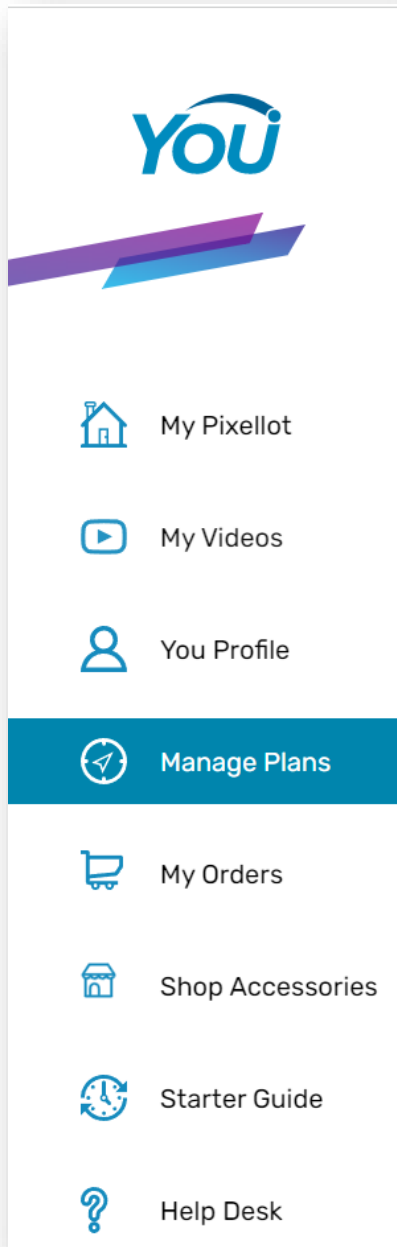 You
My Pixellot
My Videos
You Profile
Manage Plans
My Orders
Shop Accessories
Starter Guide
Help Desk